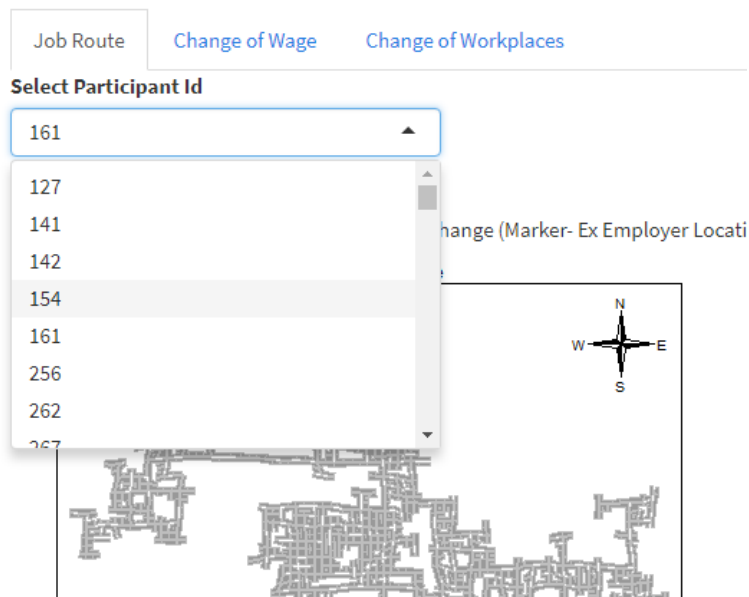 Job Route Change of Wage Change of Workplaces
Select Participant Id
161
127
141
142
154
161
256
262
267
hange (Marker- Ex Employer Locati
N
W E
S